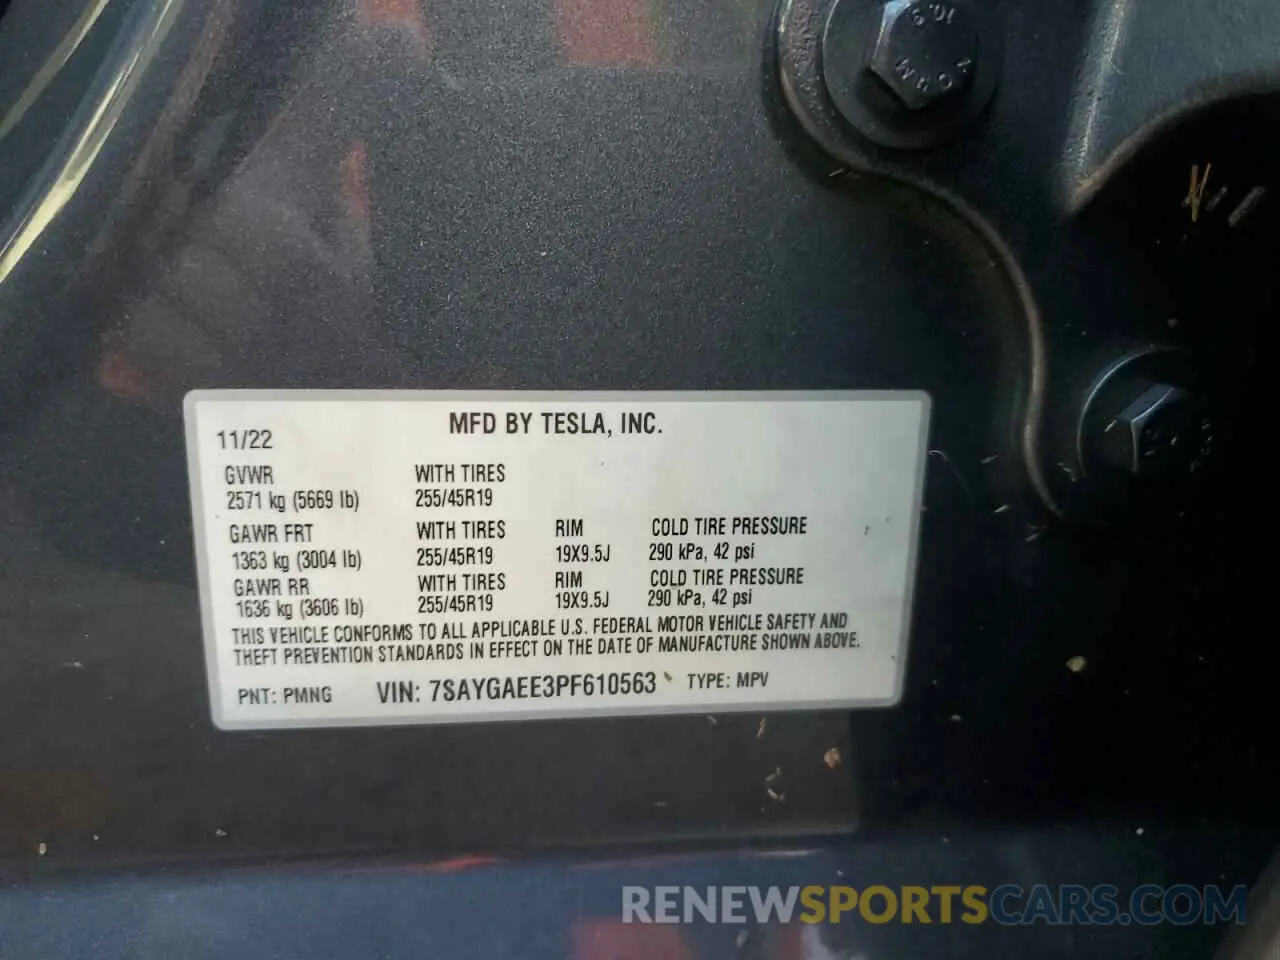 10.9
MFD BY TESLA, INC.
11/22
GVWR WITH TIRES
2571 kg (5669 lb) 255/45R19
GAWR FRT WITH TIRES RIM COLD TIRE PRESSURE
1363 kg (3004 lb) 255/45R19 19X9.5J 290 kPa, 42 psi
GAWR RR WITH TIRES RIM COLD TIRE PRESSURE
1636 kg (3606 lb) 255/45R19 19X9.5J 290 kPa, 42 psi
THIS VEHICLE CONFORMS TO ALL APPLICABLE U.S. FEDERAL MOTOR VEHICLE SAFETY AND
THEFT PREVENTION STANDARDS IN EFFECT ON THE DATE OF MANUFACTURE SHOWN ABOVE.
PNT: PMNG VIN: 7SAYGAEE3PF610563 TYPE: MPV
RENEWSPORTSCARS.COM